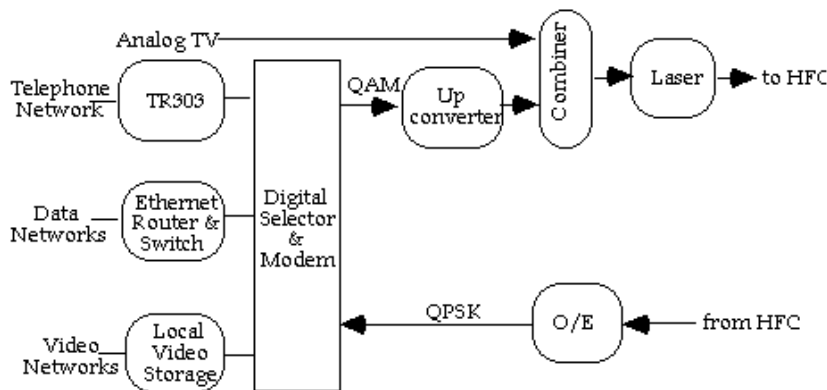 Analog TV
Telephone
Network
TR303
QAM
Up
converter
Combiner
Laser
to HFC
Data
Networks
Ethernet
Router &
Switch
Digital
Selector
&
Modem
Video
Networks
Local
Video
Storage
QPSK
O/E
from HFC